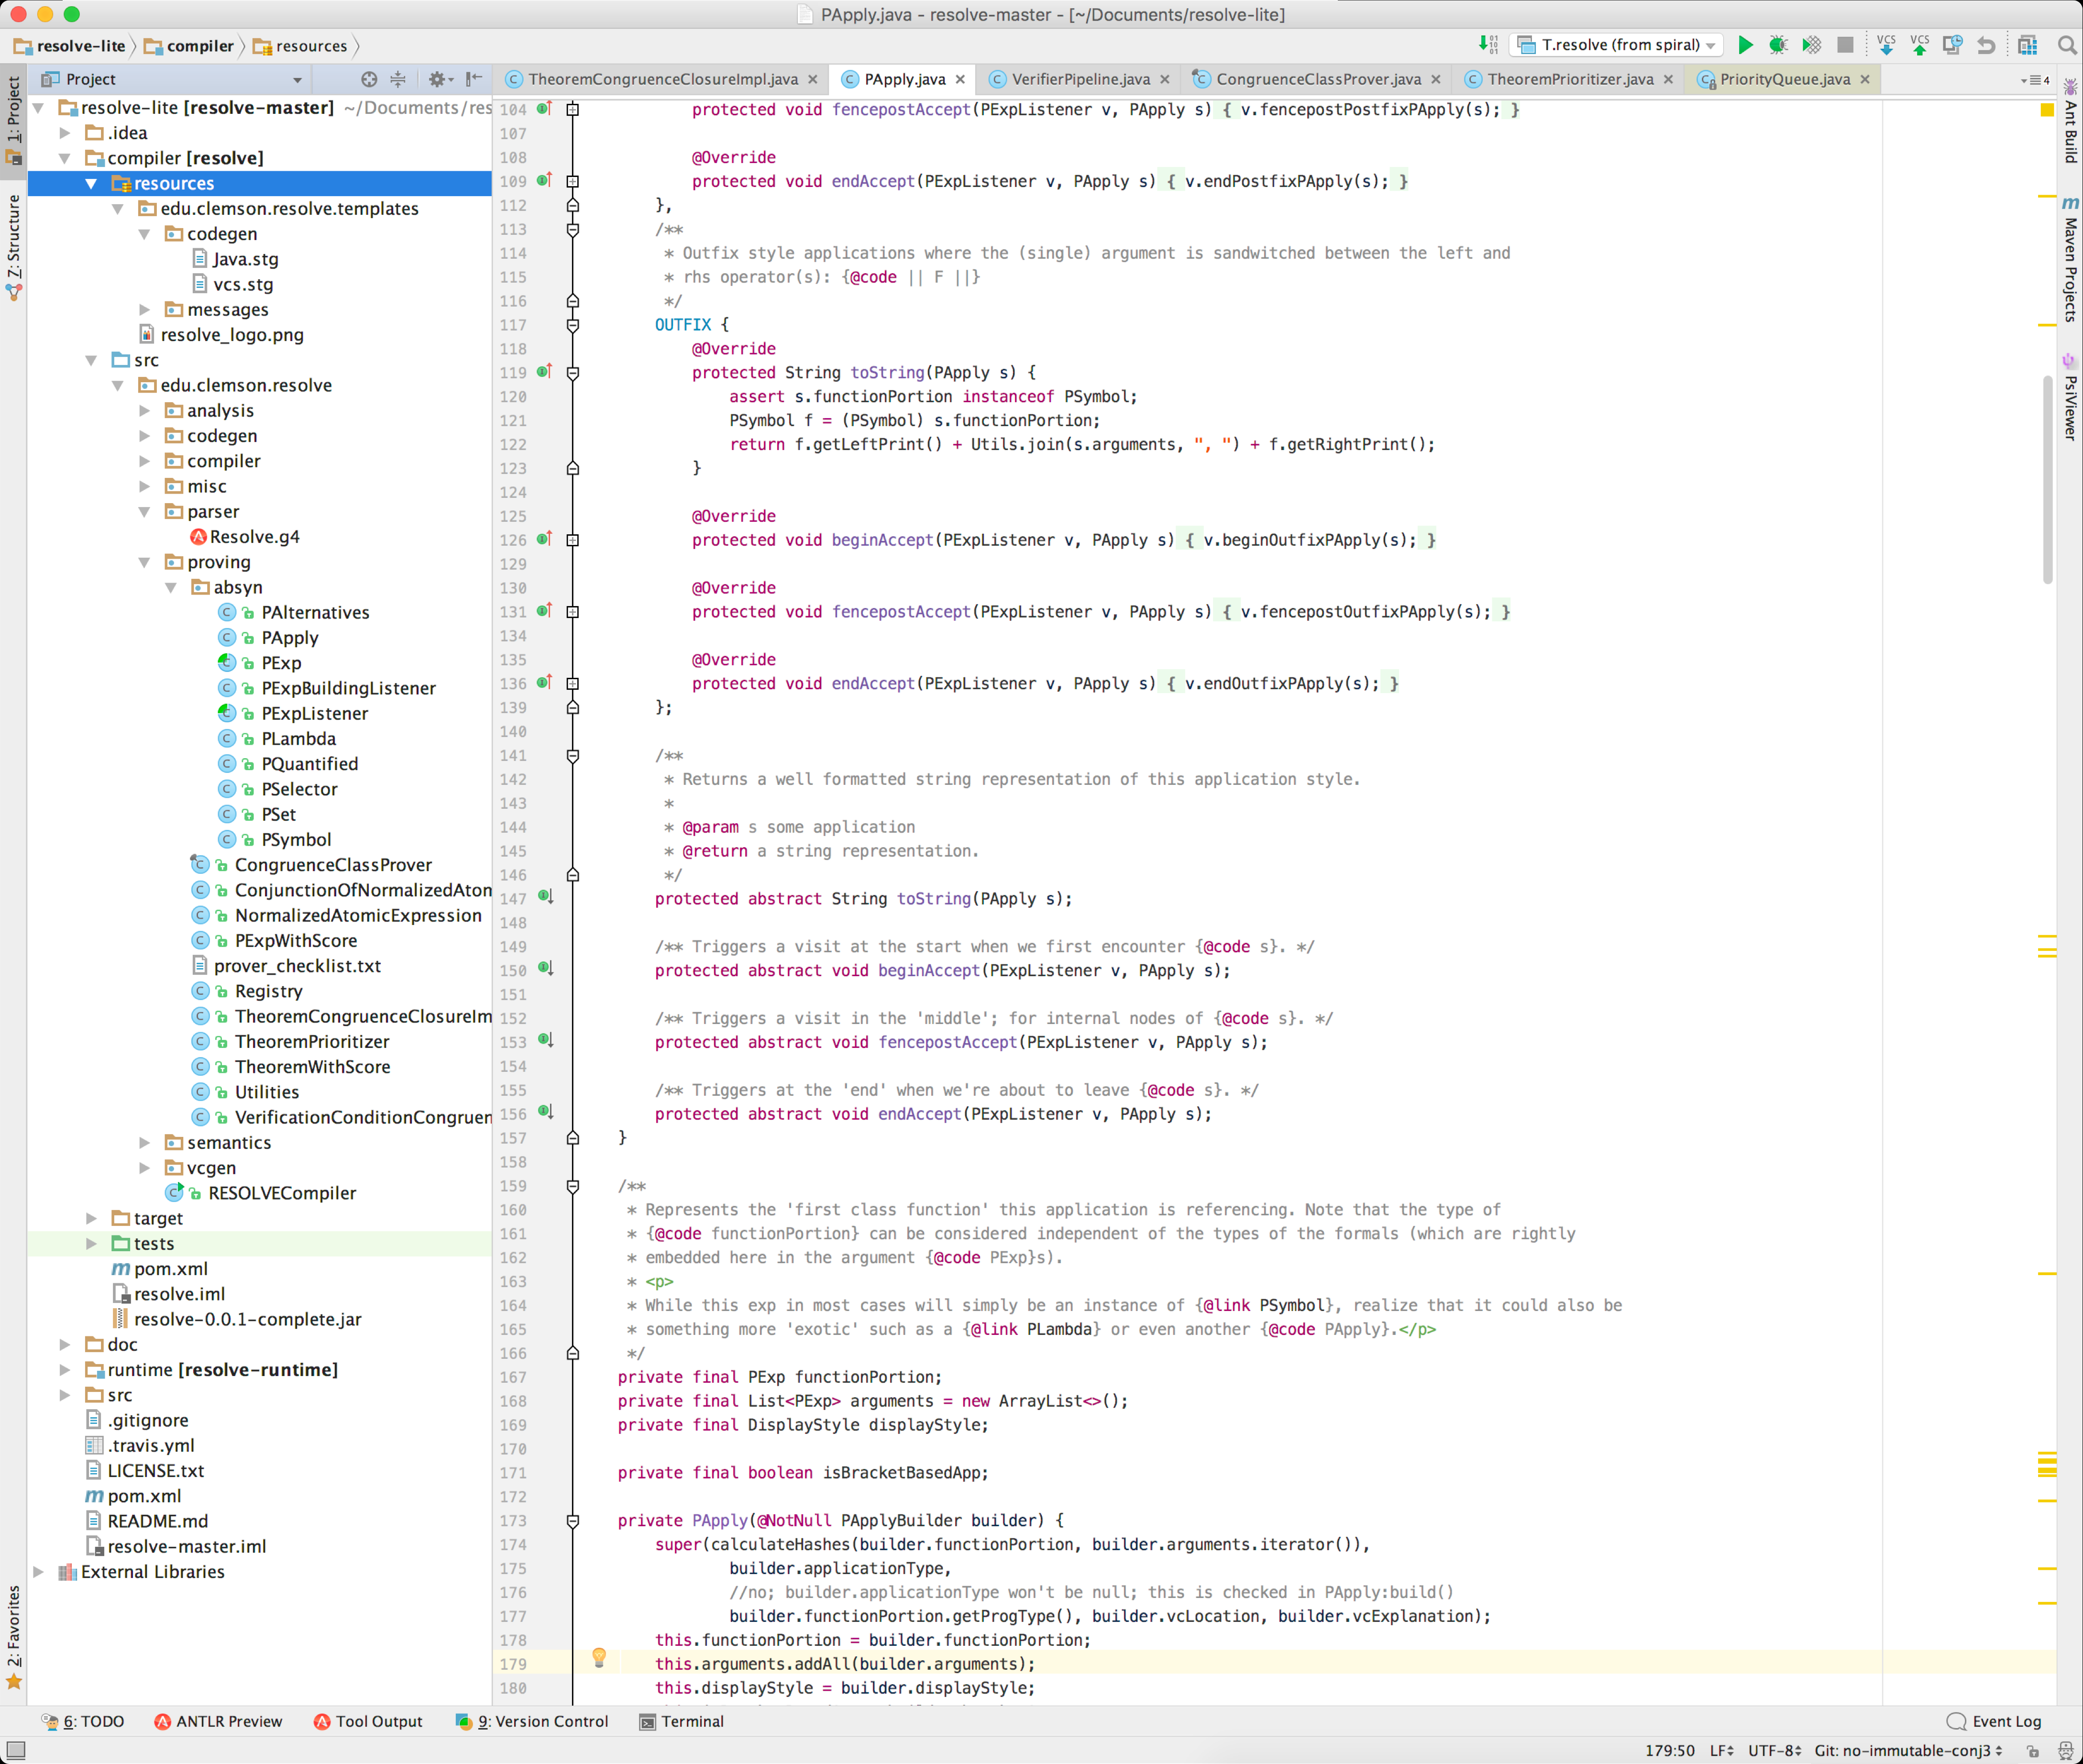 PApply.java - resolve-master - [~/Documents/resolve-lite]
resolve-lite compiler resources
T.resolve (from spiral) VCS VCS
Project
TheoremCongruenceClosureImpl.java PApply.java VerifierPipeline.java CongruenceClassProver.java TheoremPrioritizer.java PriorityQueue.java 4
1: Project
Z: Structure
2: Favorites
resolve-lite [resolve-master] ~/Documents/res
.idea
compiler [resolve]
resources
edu.clemson.resolve.templates
codegen
Java.stg
vcs.stg
messages
resolve_logo.png
src
edu.clemson.resolve
analysis
codegen
compiler
misc
parser
Resolve.g4
proving
absyn
PAlternatives
PApply
PExp
PExpBuildingListener
PExpListener
PLambda
PQuantified
PSelector
PSet
PSymbol
CongruenceClassProver
ConjunctionOfNormalizedAtom
NormalizedAtomicExpression
PExpWithScore
prover_checklist.txt
Registry
TheoremCongruenceClosureIm
TheoremPrioritizer
TheoremWithScore
Utilities
VerificationConditionCongruen
semantics
vcgen
RESOLVECompiler
target
tests
pom.xml
resolve.iml
resolve-0.0.1-complete.jar
doc
runtime [resolve-runtime]
src
.gitignore
.travis.yml
LICENSE.txt
pom.xml
README.md
resolve-master.iml
External Libraries
104 protected void fencepostAccept(PExpListener v, PApply s) { v.fencepostPostfixPApply(s); }
107
108 @Override
109 protected void endAccept(PExpListener v, PApply s) { v.endPostfixPApply(s); }
112 },
113 /**
114 * Outfix style applications where the (single) argument is sandwitched between the left and
115 * rhs operator(s): {@code || F ||}
116 */
117 OUTFIX {
118 @Override
119 protected String toString(PApply s) {
120 assert s.functionPortion instanceof PSymbol;
121 PSymbol f = (PSymbol) s.functionPortion;
122 return f.getLeftPrint() + Utils.join(s.arguments, ", ") + f.getRightPrint();
123 }
124
125 @Override
126 protected void beginAccept(PExpListener v, PApply s) { v.beginOutfixPApply(s); }
129
130 @Override
131 protected void fencepostAccept(PExpListener v, PApply s) { v.fencepostOutfixPApply(s); }
134
135 @Override
136 protected void endAccept(PExpListener v, PApply s) { v.endOutfixPApply(s); }
139 };
140
141 /**
142 * Returns a well formatted string representation of this application style.
143 *
144 * @param s some application
145 * @return a string representation.
146 */
147 protected abstract String toString(PApply s);
148
149 /** Triggers a visit at the start when we first encounter {@code s}. */
150 protected abstract void beginAccept(PExpListener v, PApply s);
151
152 /** Triggers a visit in the 'middle'; for internal nodes of {@code s}. */
153 protected abstract void fencepostAccept(PExpListener v, PApply s);
154
155 /** Triggers at the 'end' when we're about to leave {@code s}. */
156 protected abstract void endAccept(PExpListener v, PApply s);
157 }
158
159 /**
160 * Represents the 'first class function' this application is referencing. Note that the type of
161 * {@code functionPortion} can be considered independent of the types of the formals (which are rightly
162 * embedded here in the argument {@code PExp}s).
163 * <p>
164 * While this exp in most cases will simply be an instance of {@link PSymbol}, realize that it could also be
165 * something more 'exotic' such as a {@link PLambda} or even another {@code PApply}.</p>
166 */
167 private final PExp functionPortion;
168 private final List<PExp> arguments = new ArrayList<>();
169 private final DisplayStyle displayStyle;
170
171 private final boolean isBracketBasedApp;
172
173 private PApply(@NotNull PApplyBuilder builder) {
174 super(calculateHashes(builder.functionPortion, builder.arguments.iterator()),
175 builder.applicationType,
176 //no; builder.applicationType won't be null; this is checked in PApply:build()
177 builder.functionPortion.getProgType(), builder.vcLocation, builder.vcExplanation);
178 this.functionPortion = builder.functionPortion;
179 this.arguments.addAll(builder.arguments);
180 this.displayStyle = builder.displayStyle;
Ant Build
Maven Projects
PsiViewer
6: TODO ANTLR Preview Tool Output 9: Version Control Terminal Event Log
179:50 LF UTF-8 Git: no-immutable-conj3